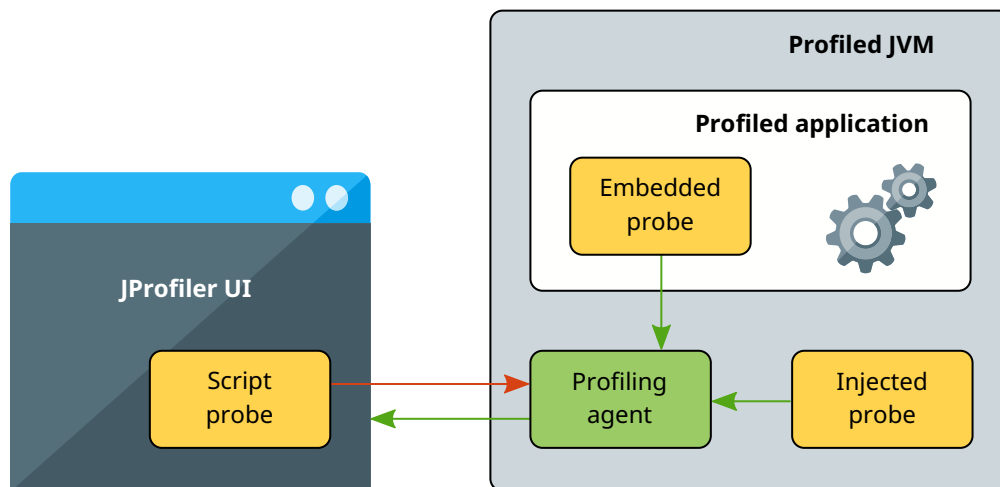 Profiled JVM
Profiled application
Embedded
probe
JProfiler UI
Script
probe
Profiling
agent
Injected
probe